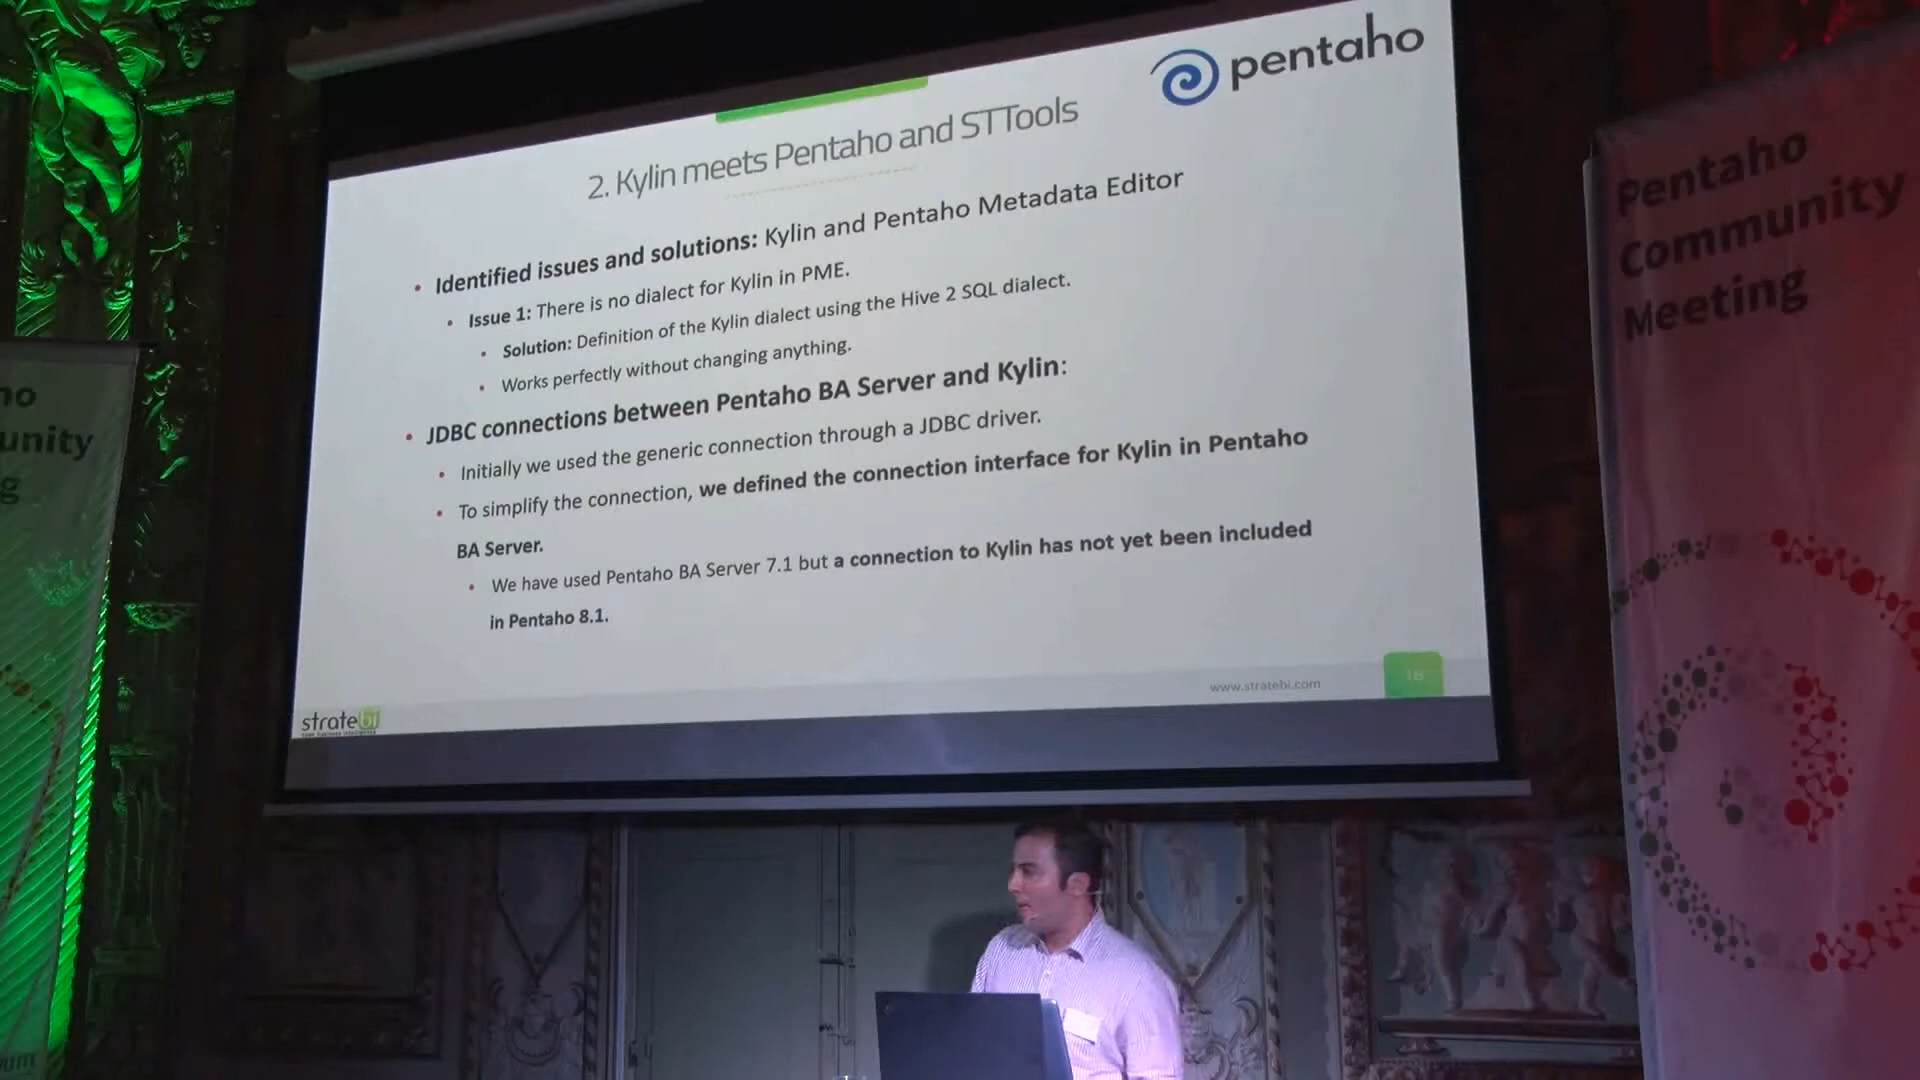 pentaho
2. Kylin meets Pentaho and STTools
• Identified issues and solutions: Kylin and Pentaho Metadata Editor
• Issue 1: There is no dialect for Kylin in PME.
• Solution: Definition of the Kylin dialect using the Hive 2 SQL dialect.
• Works perfectly without changing anything.
• JDBC connections between Pentaho BA Server and Kylin:
• Initially we used the generic connection through a JDBC driver.
• To simplify the connection, we defined the connection interface for Kylin in Pentaho
BA Server.
• We have used Pentaho BA Server 7.1 but a connection to Kylin has not yet been included
in Pentaho 8.1.
www.stratebi.com
16
stratebi
Pentaho
Community
Meeting
ho
unity
g